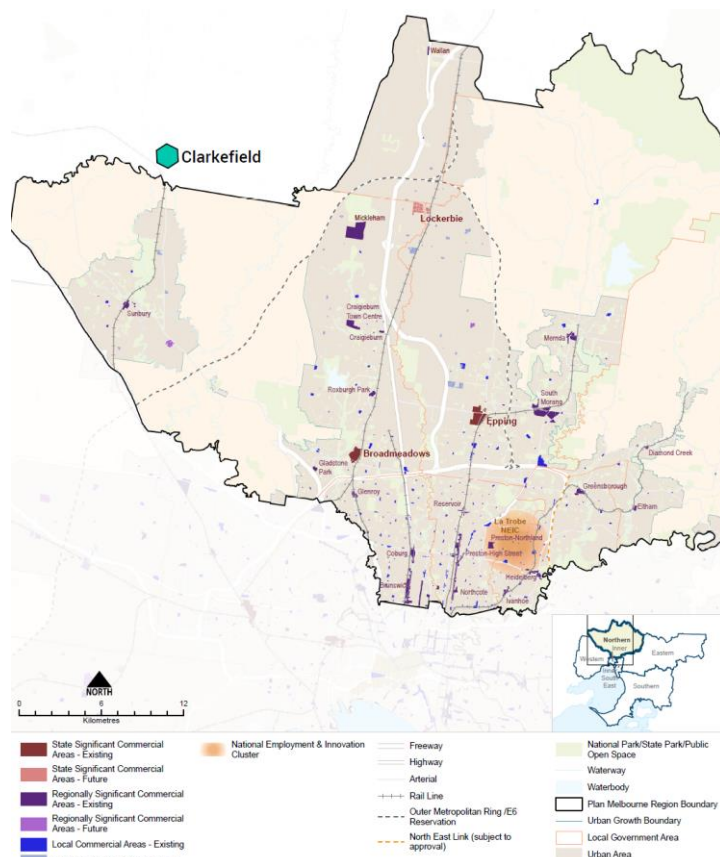 Wallan
Clarkefield
Lockerbie
Mickleham
Craigieburn
Town Centre
Craigieburn
Sunbury
Mernda
Roxburgh Park
South
Morang
Epping
Broadmeadows
Gladstone
Park
Diamond Creek
Glenroy
Greensborough
Reservoir
Eltham
La Trobe
NEIC
Preston-Northland
Coburg
Preston-High Street
Heidelberg
Brunswick
Northcote
Ivanhoe
NORTH
0 6 12
Kilometres
Northern
Inner
Western
Eastern
Inner
South
East
Southern
State Significant Commercial
Areas - Existing
State Significant Commercial
Areas - Future
Regionally Significant Commercial
Areas - Existing
Regionally Significant Commercial
Areas - Future
Local Commercial Areas - Existing
National Employment & Innovation
Cluster
Freeway
Highway
Arterial
Rail Line
Outer Metropolitan Ring /E6
Reservation
North East Link (subject to
approval)
National Park/State Park/Public
Open Space
Waterway
Waterbody
Plan Melbourne Region Boundary
Urban Growth Boundary
Local Government Area
Urban Area